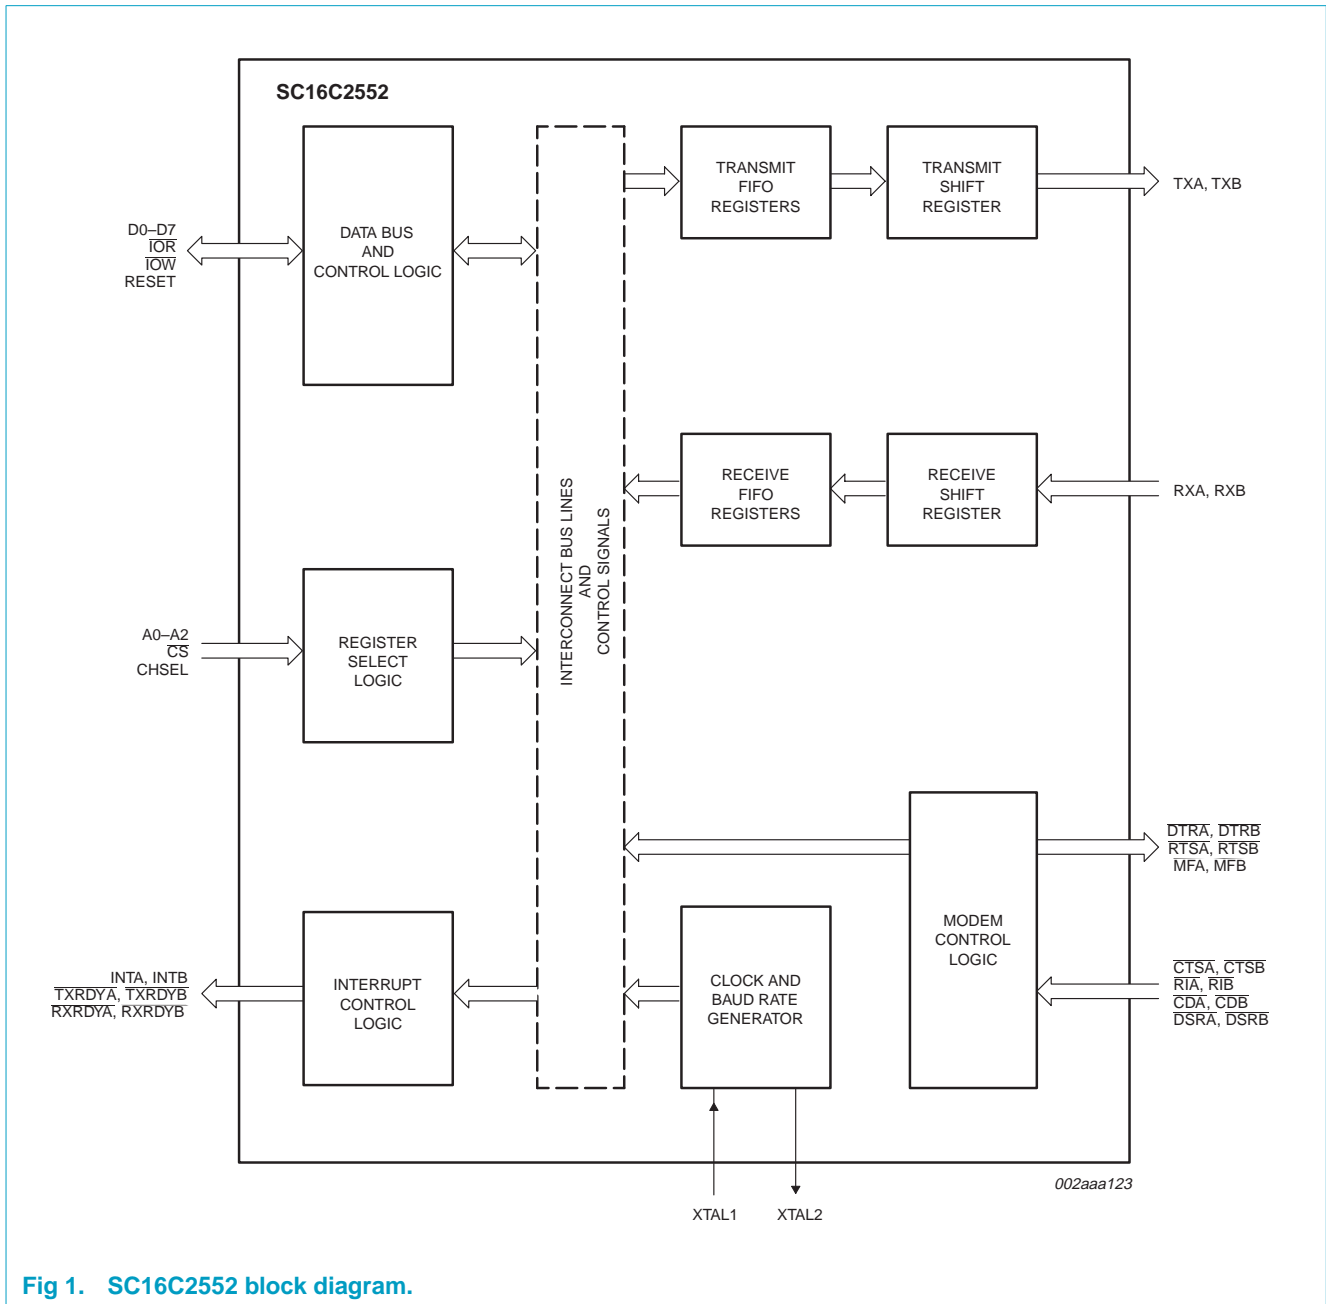 SC16C2552
D0–D7
IOR
IOW
RESET
DATA BUS
AND
CONTROL LOGIC
A0–A2
CS
CHSEL
REGISTER
SELECT
LOGIC
INTA, INTB
TXRDYA, TXRDYB
RXRDYA, RXRDYB
INTERRUPT
CONTROL
LOGIC
INTERCONNECT BUS LINES
AND
CONTROL SIGNALS
TRANSMIT
FIFO
REGISTERS
TRANSMIT
SHIFT
REGISTER
TXA, TXB
RECEIVE
FIFO
REGISTERS
RECEIVE
SHIFT
REGISTER
RXA, RXB
CLOCK AND
BAUD RATE
GENERATOR
MODEM
CONTROL
LOGIC
DTRA, DTRB
RTSA, RTSB
MFA, MFB
CTSA, CTSB
RIA, RIB
CDA, CDB
DSRA, DSRB
XTAL1
XTAL2
002aaa123
Fig 1. SC16C2552 block diagram.